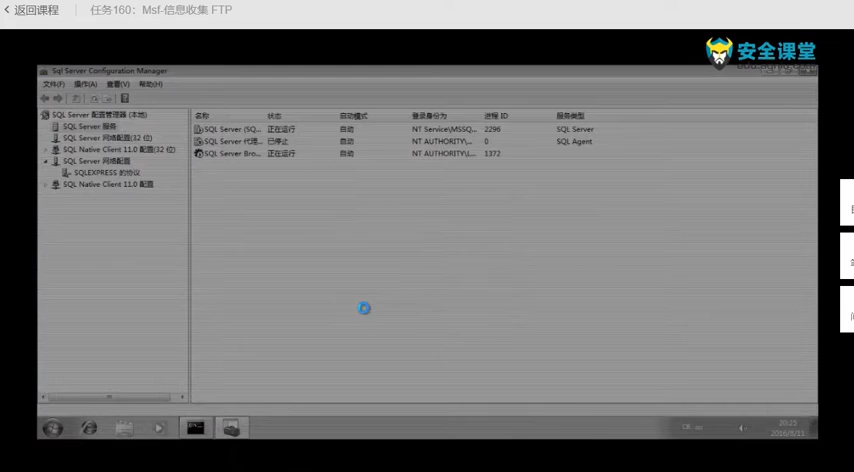 返回课程
任务160：Msf-信息收集 FTP
安全课堂
Sql Server Configuration Manager
文件(F) 操作(A) 查看(V) 帮助(H)
SQL Server 配置管理器 (本地)
SQL Server 服务
SQL Server 网络配置(32 位)
SQL Native Client 11.0 配置(32 位)
SQL Server 网络配置
SQLEXPRESS 的协议
SQL Native Client 11.0 配置
名称 状态 启动模式 登录身份为 进程 ID 服务类型
SQL Server (SQ... 正在运行 自动 NT Service\MSSQ... 2296 SQL Server
SQL Server 代理... 已停止 自动 NT AUTHORITY\... 0 SQL Agent
SQL Server Bro... 正在运行 自动 NT AUTHORITY\L... 1372
20:25